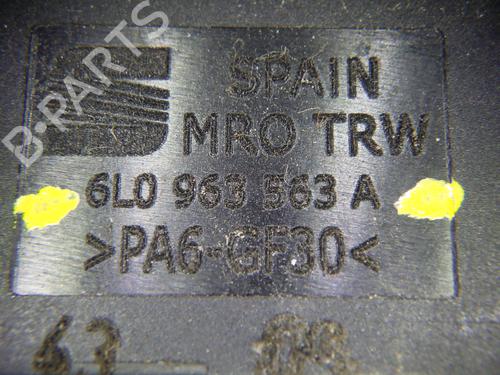 B-PARTS
SPAIN
MRO TRW
6L0 963 563 A
>PA6-GF30<